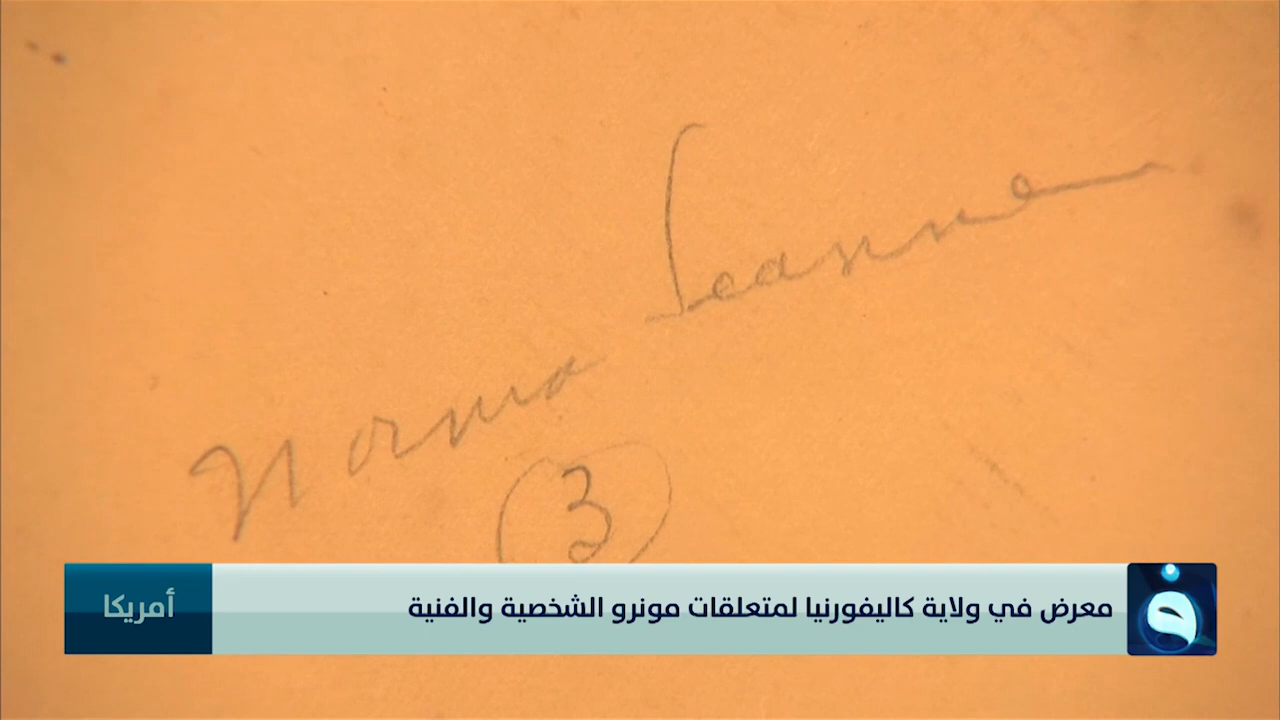 Norma Jeanne
3
معرض في ولاية كاليفورنيا لمتعلقات مونرو الشخصية والفنية
أمريكا